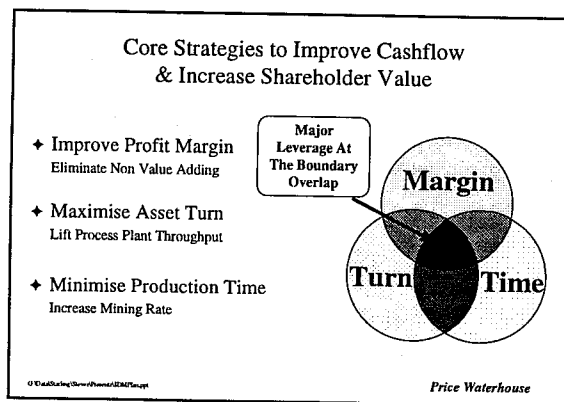 Core Strategies to Improve Cashflow
& Increase Shareholder Value
✦ Improve Profit Margin
Eliminate Non Value Adding
✦ Maximise Asset Turn
Lift Process Plant Throughput
✦ Minimise Production Time
Increase Mining Rate
Major
Leverage At
The Boundary
Overlap
Margin
Turn
Time
Price Waterhouse